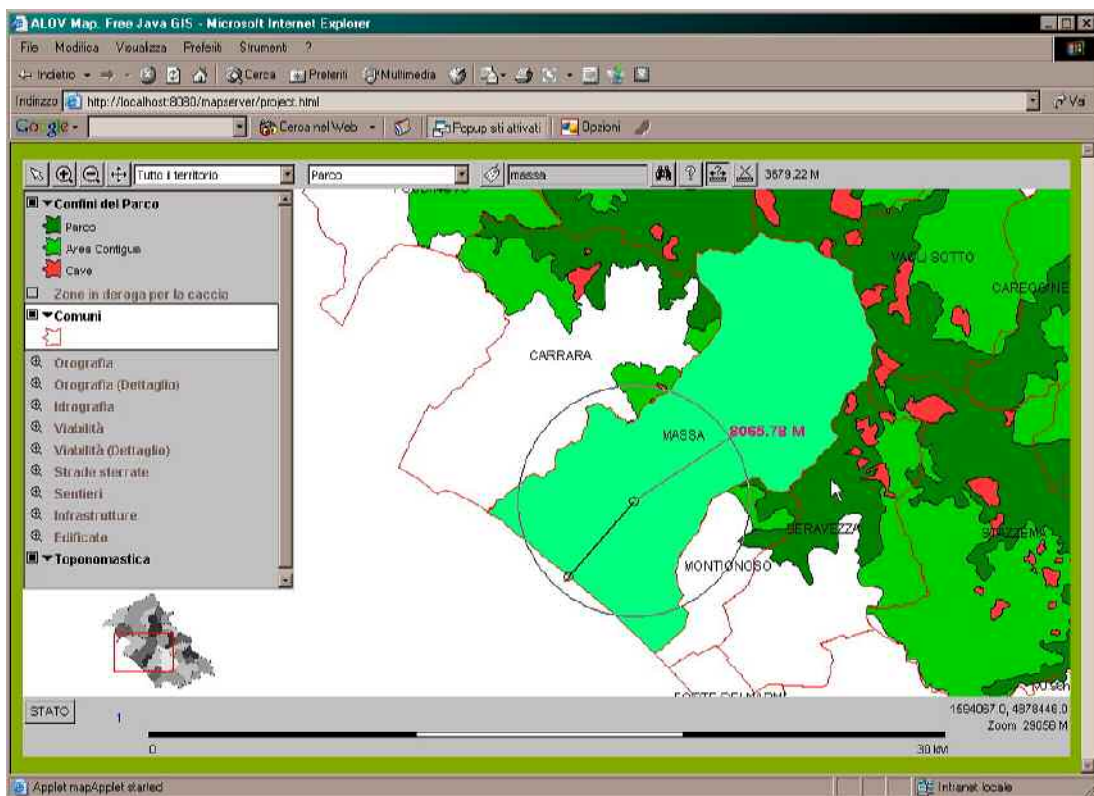 ALOV Map. Free Java GIS - Microsoft Internet Explorer
File Modifica Visualizza Preferiti Strumenti ?
Indietro Cerca Preferiti Multimedia
Indirizzo http://localhost:8080/mapserver/project.html Vai
Google Cerca nel Web Popup siti attivati Opzioni
Tutto il territorio Parco massa ? 3579.22 M
Confini del Parco
Parco
Area Contigua
Cave
Zone in deroga per la caccia
Comuni
Orografia
Orografia (Dettaglio)
Idrografia
Viabilità
Viabilità (Dettaglio)
Strade sterrate
Sentieri
Infrastrutture
Edificato
Toponomastica
VAGLI SOTTO
CAREGGINE
CARRARA
MASSA 8065.78 M
SERAVEZZA
STAZZEMA
MONTIGNOSO
STATO 1
1594067.0, 4878446.0
Zoom 29056 M
0 30 kM
Applet mapApplet started Intranet locale